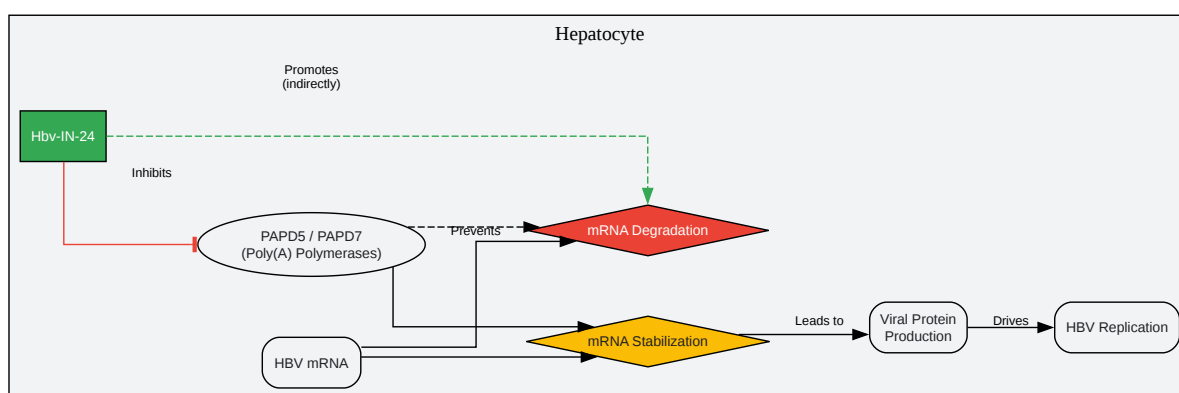 Hepatocyte
Promotes
(indirectly)
Hbv-IN-24
Inhibits
PAPD5 / PAPD7
(Poly(A) Polymerases)
Prevents
mRNA Degradation
HBV mRNA
mRNA Stabilization
Leads to
Viral Protein
Production
Drives
HBV Replication